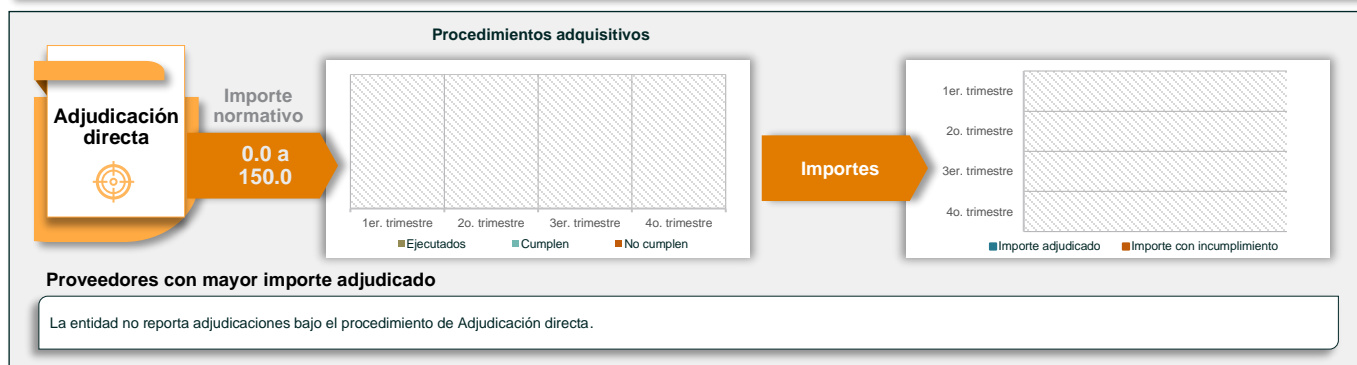 Procedimientos adquisitivos
Adjudicación
directa
Importe
normativo
0.0 a
150.0
1er. trimestre 2o. trimestre 3er. trimestre 4o. trimestre
Ejecutados Cumplen No cumplen
Importes
1er. trimestre
2o. trimestre
3er. trimestre
4o. trimestre
Importe adjudicado Importe con incumplimiento
Proveedores con mayor importe adjudicado
La entidad no reporta adjudicaciones bajo el procedimiento de Adjudicación directa.